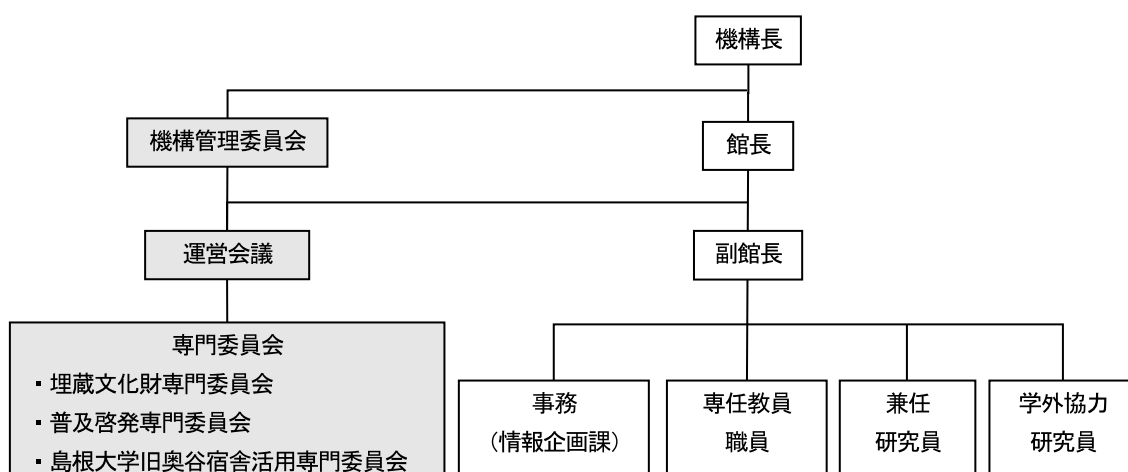 機構長
機構管理委員会
館長
運営会議
副館長
専門委員会
・埋蔵文化財専門委員会
・普及啓発専門委員会
・島根大学旧奥谷宿舎活用専門委員会
事務
（情報企画課）
専任教員
職員
兼任
研究員
学外協力
研究員